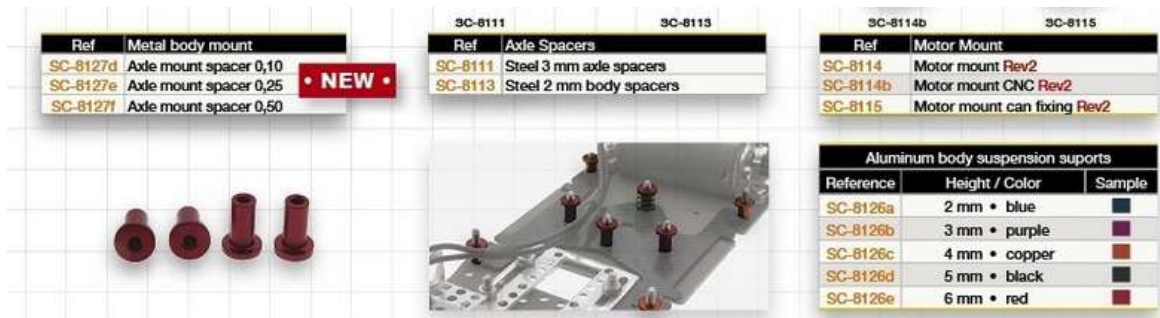 SC-8111 SC-8113 SC-8114b SC-8115
Ref Metal body mount
SC-8127d Axle mount spacer 0,10
SC-8127e Axle mount spacer 0,25
SC-8127f Axle mount spacer 0,50
• NEW •
Ref Axle Spacers
SC-8111 Steel 3 mm axle spacers
SC-8113 Steel 2 mm body spacers
Ref Motor Mount
SC-8114 Motor mount Rev2
SC-8114b Motor mount CNC Rev2
SC-8115 Motor mount can fixing Rev2
Aluminum body suspension suports
Reference Height / Color Sample
SC-8126a 2 mm • blue
SC-8126b 3 mm • purple
SC-8126c 4 mm • copper
SC-8126d 5 mm • black
SC-8126e 6 mm • red